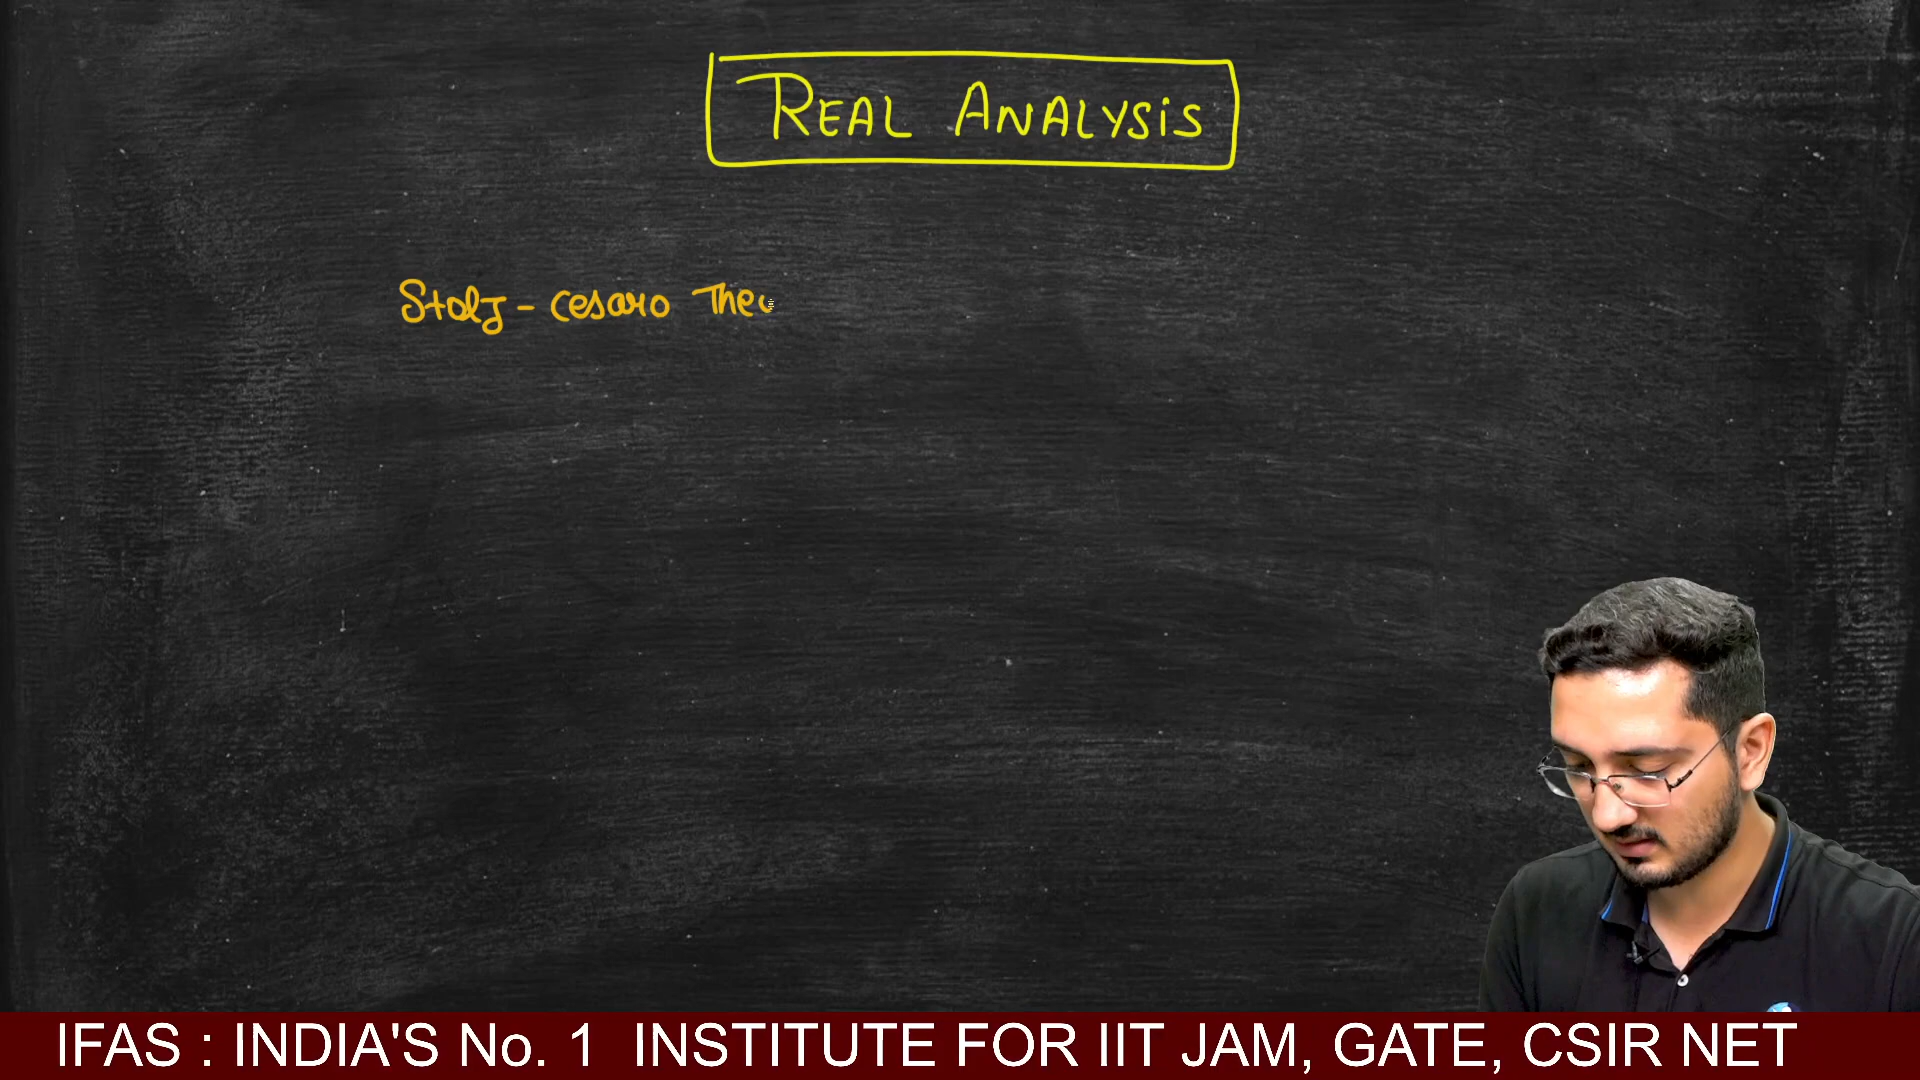 REAL ANALYSiS
Stolz - Cesaro Theo
IFAS : INDIA'S No. 1 INSTITUTE FOR IIT JAM, GATE, CSIR NET